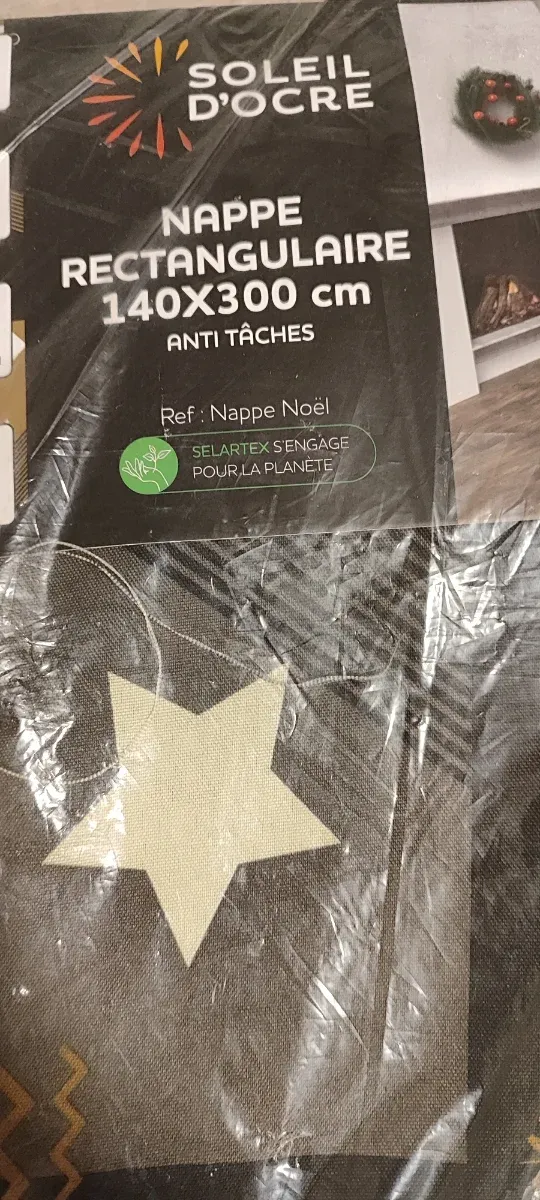 SOLEIL
D'OCRE
NAPPE
RECTANGULAIRE
140X300 cm
ANTI TÂCHES
Ref : Nappe Noël
SELARTEX S'ENGAGE
POUR LA PLANÈTE